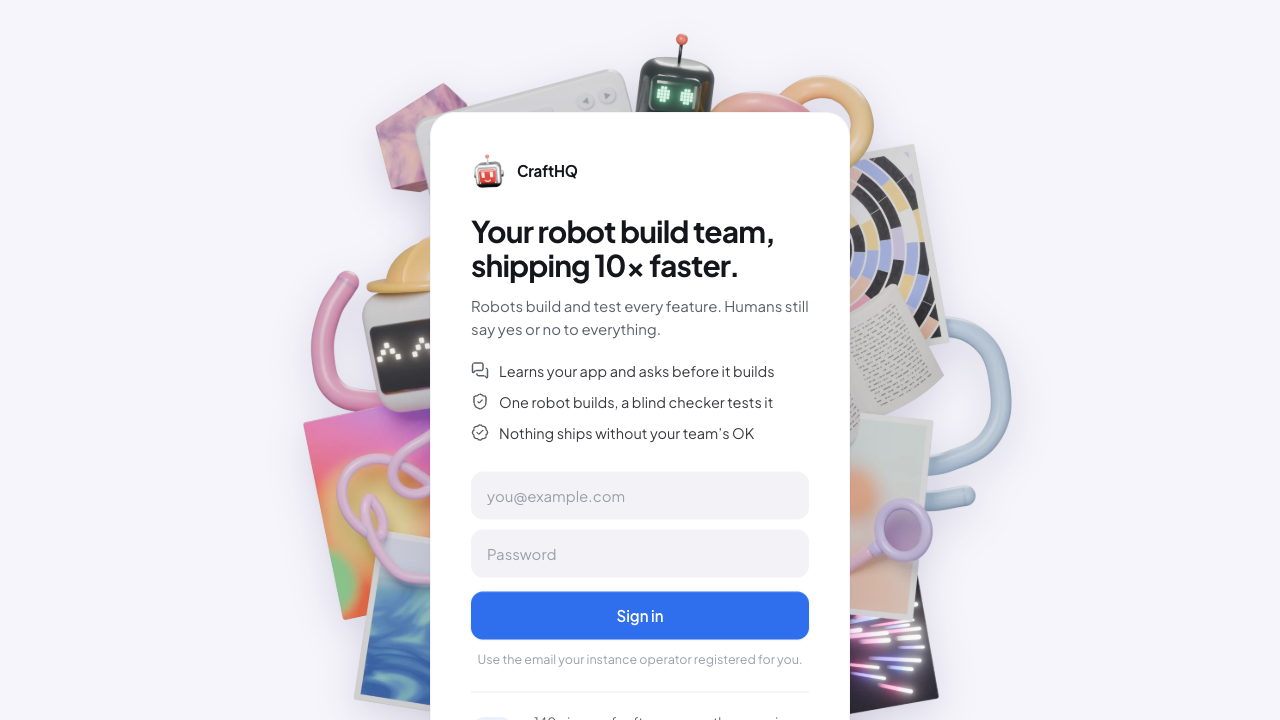 CraftHQ
Your robot build team,
shipping 10× faster.
Robots build and test every feature. Humans still
say yes or no to everything.
Learns your app and asks before it builds
One robot builds, a blind checker tests it
Nothing ships without your team’s OK
you@example.com
Password
Sign in
Use the email your instance operator registered for you.